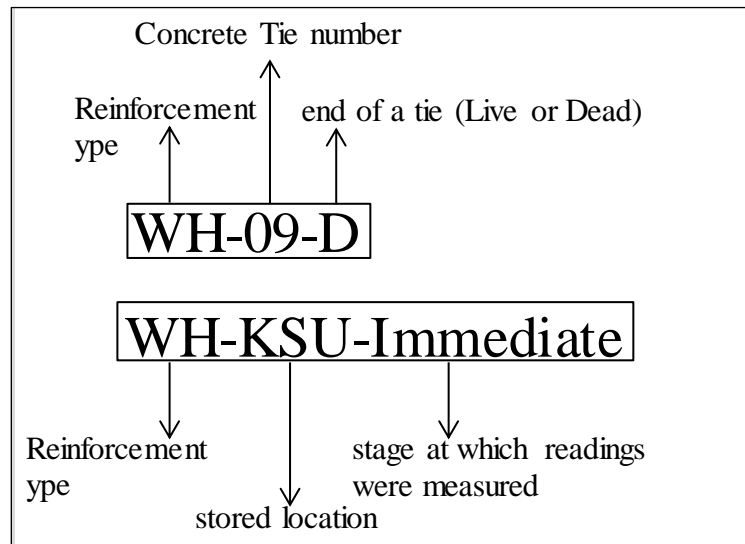 Concrete Tie number
Reinforcement
ype
end of a tie (Live or Dead)
WH-09-D
WH-KSU-Immediate
Reinforcement
ype
stage at which readings
were measured
stored location